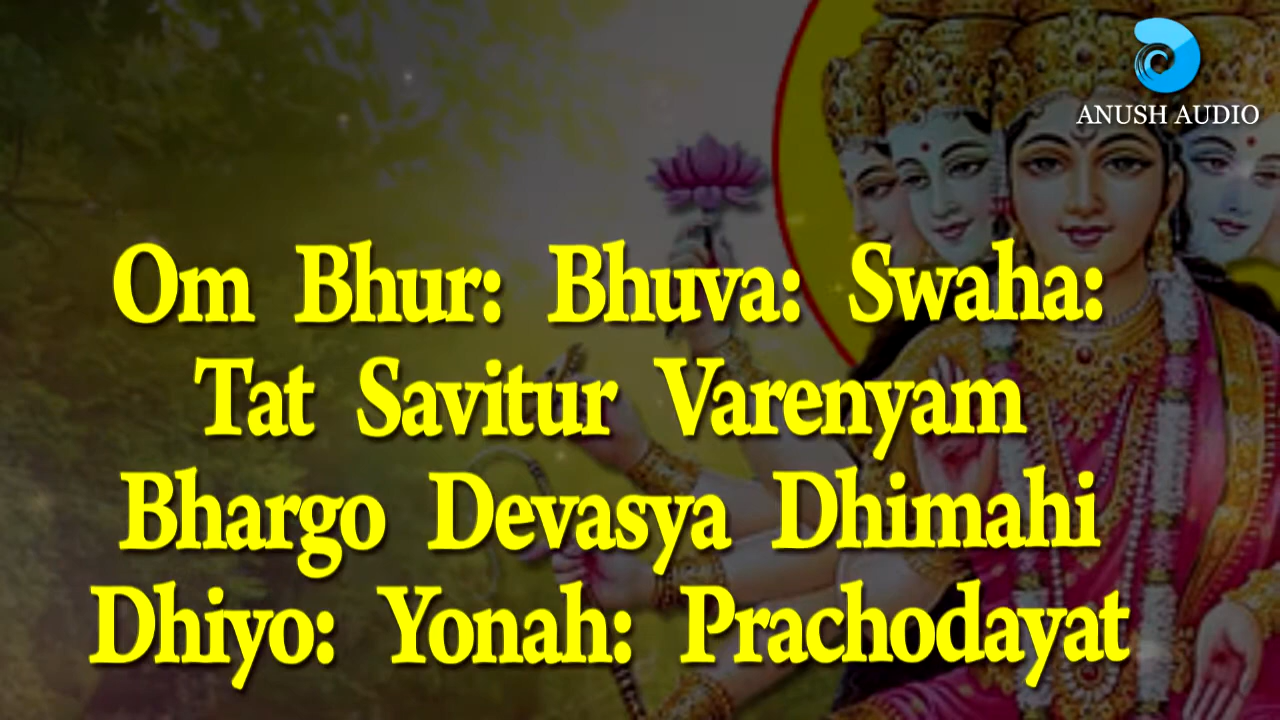 ANUSH AUDIO
Om Bhur: Bhuva: Swaha:
Tat Savitur Varenyam
Bhargo Devasya Dhimahi
Dhiyo: Yonah: Prachodayat